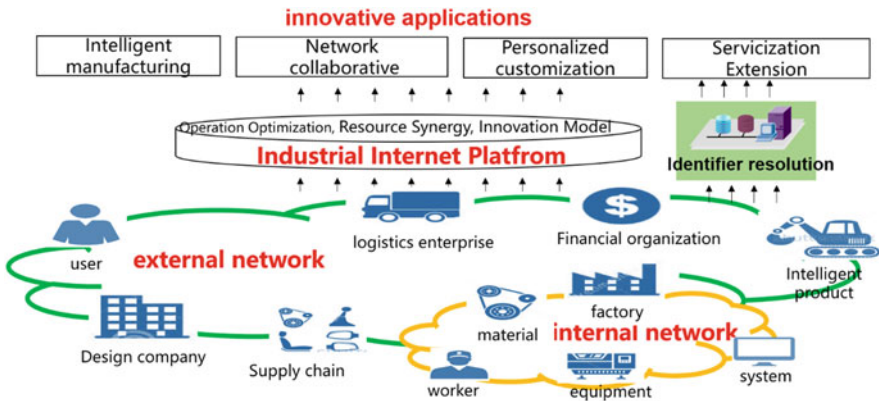 innovative applications
Intelligent
manufacturing
Network
collaborative
Personalized
customization
Servicization
Extension
Operation Optimization, Resource Synergy, Innovation Model
Industrial Internet Platfrom
Identifier resolution
user
logistics enterprise
Financial organization
Intelligent
product
external network
factory
material
internal network
Design company
Supply chain
worker
equipment
system